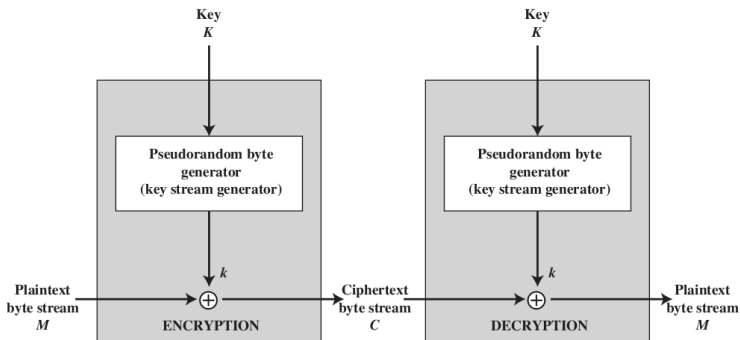 Key
K
Pseudorandom byte
generator
(key stream generator)
k
Plaintext
byte stream
M
ENCRYPTION
Ciphertext
byte stream
C
Key
K
Pseudorandom byte
generator
(key stream generator)
k
DECRYPTION
Plaintext
byte stream
M